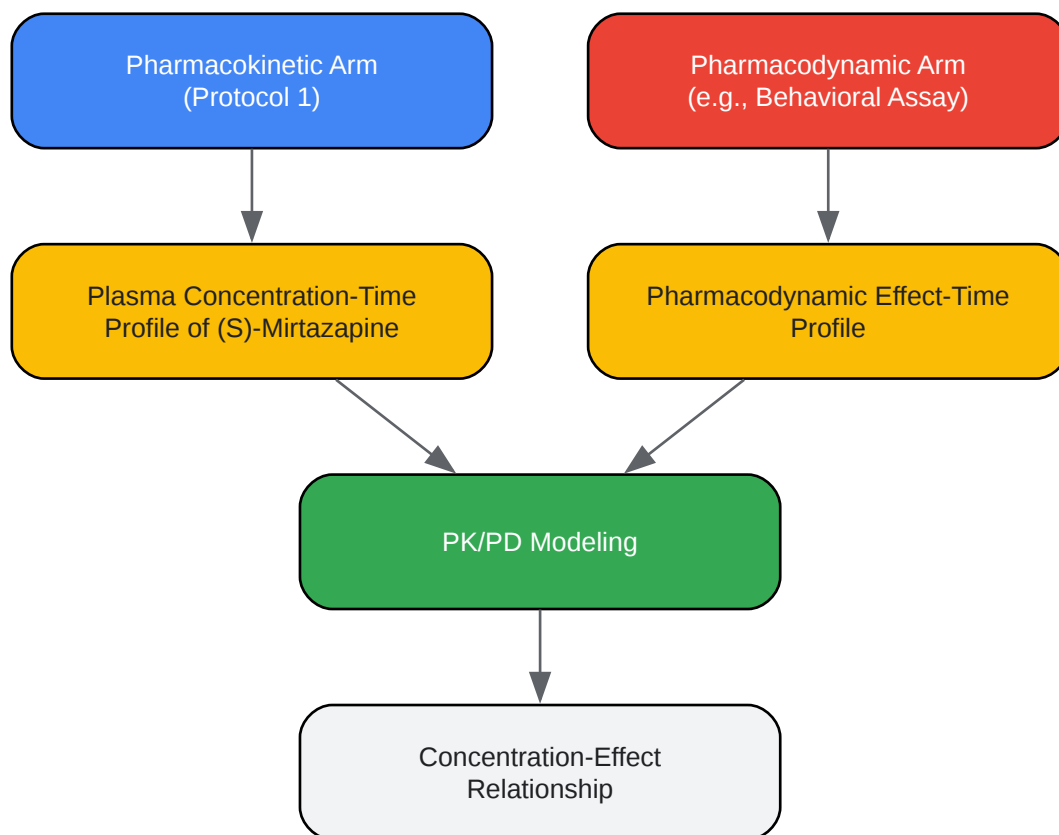 Pharmacokinetic Arm
(Protocol 1)
Pharmacodynamic Arm
(e.g., Behavioral Assay)
Plasma Concentration-Time
Profile of (S)-Mirtazapine
Pharmacodynamic Effect-Time
Profile
PK/PD Modeling
Concentration-Effect
Relationship